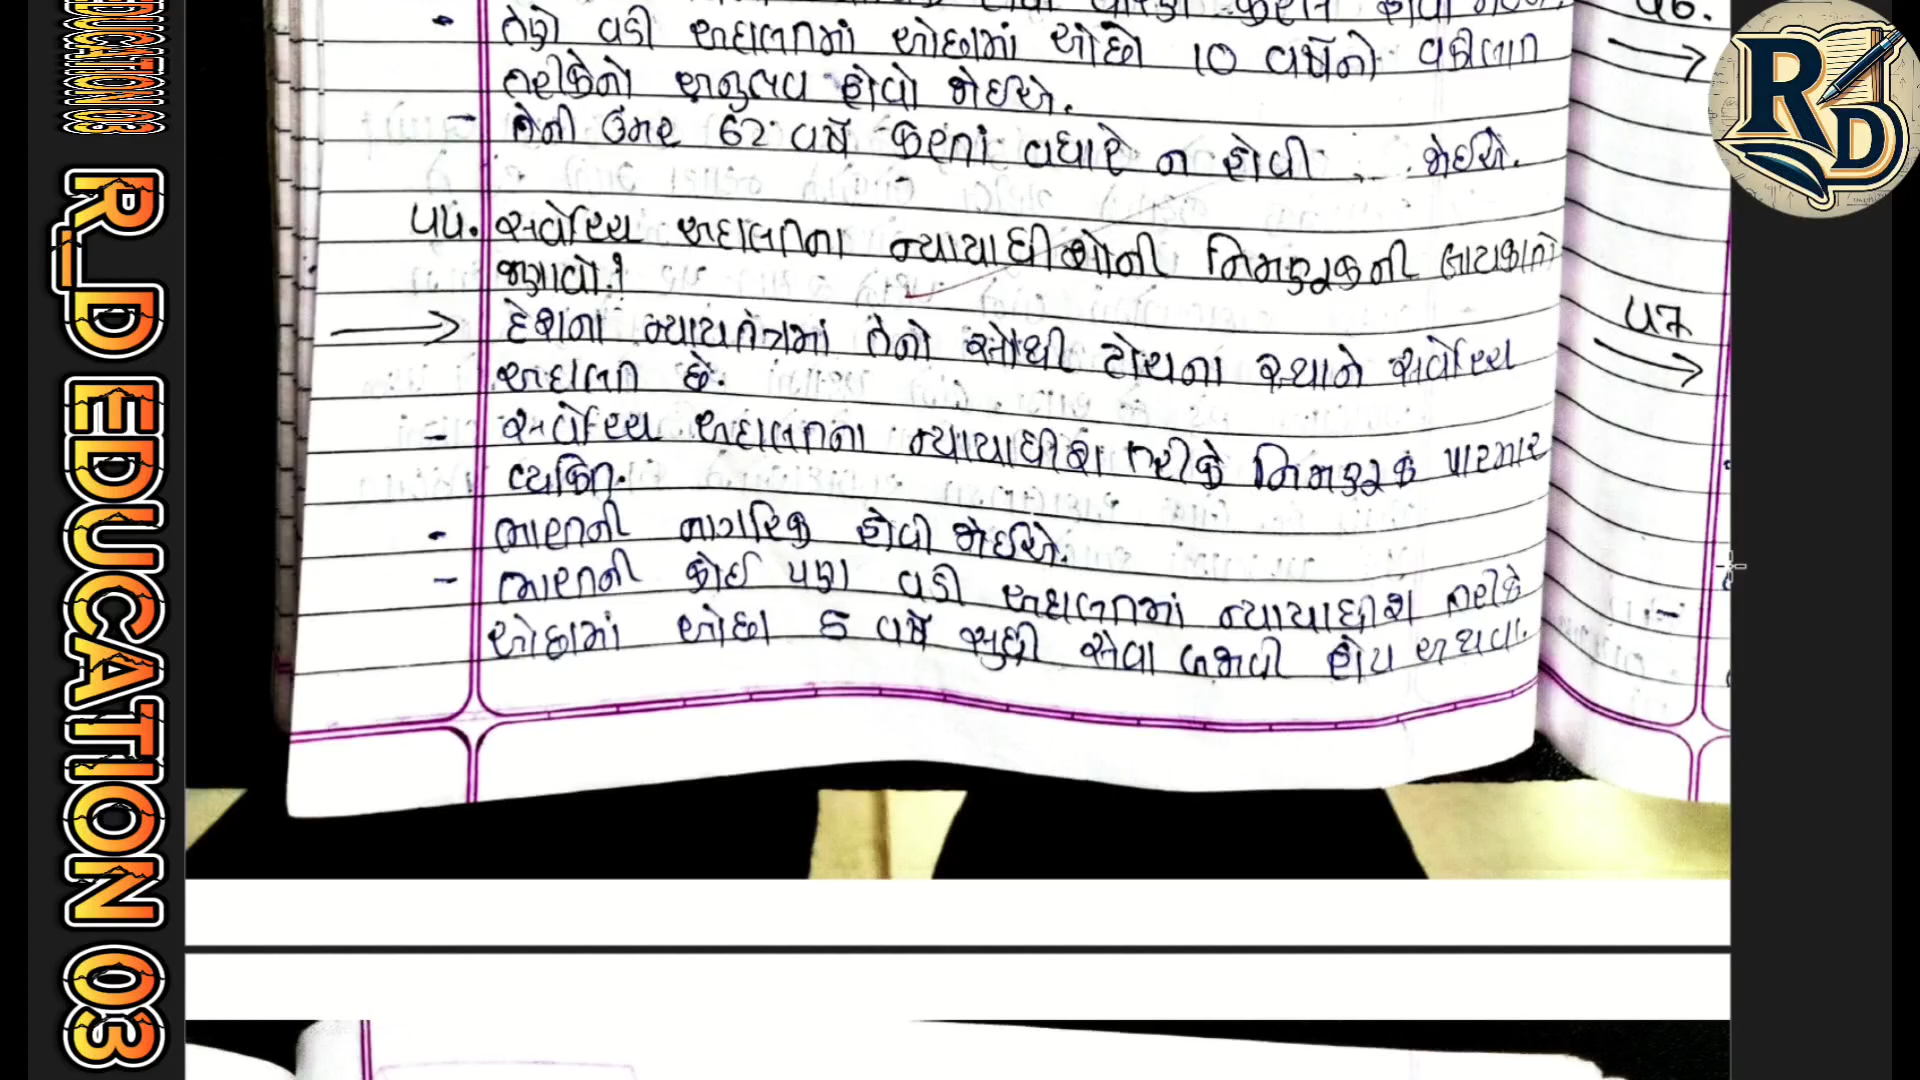 તેણે વડી અદાલતમાં ઓછામાં ઓછો 10 વર્ષનો વકીલાત
તરીકેનો અનુભવ હોવો જોઈએ.
- તેની ઉંમર 62 વર્ષ કરતાં વધારે ન હોવી જોઈએ.
૫૫. સર્વોચ્ચ અદાલતના ન્યાયાધીશોની નિમણૂકની લાયકાતો
જણાવો.?
દેશના ન્યાયતંત્રમાં તેનો સૌથી ટોચના સ્થાને સર્વોચ્ચ
અદાલત છે.
- સર્વોચ્ચ અદાલતના ન્યાયાધીશ તરીકે નિમણૂક પામનાર
વ્યક્તિ.
- ભારતની નાગરિક હોવી જોઈએ.
- ભારતની કોઈ પણ વડી અદાલતમાં ન્યાયાધીશ તરીકે
ઓછામાં ઓછા 5 વર્ષ સુધી સેવા બજાવી હોય અથવા.
૫૬.
૫૭
R_D EDUCATION 03
RD